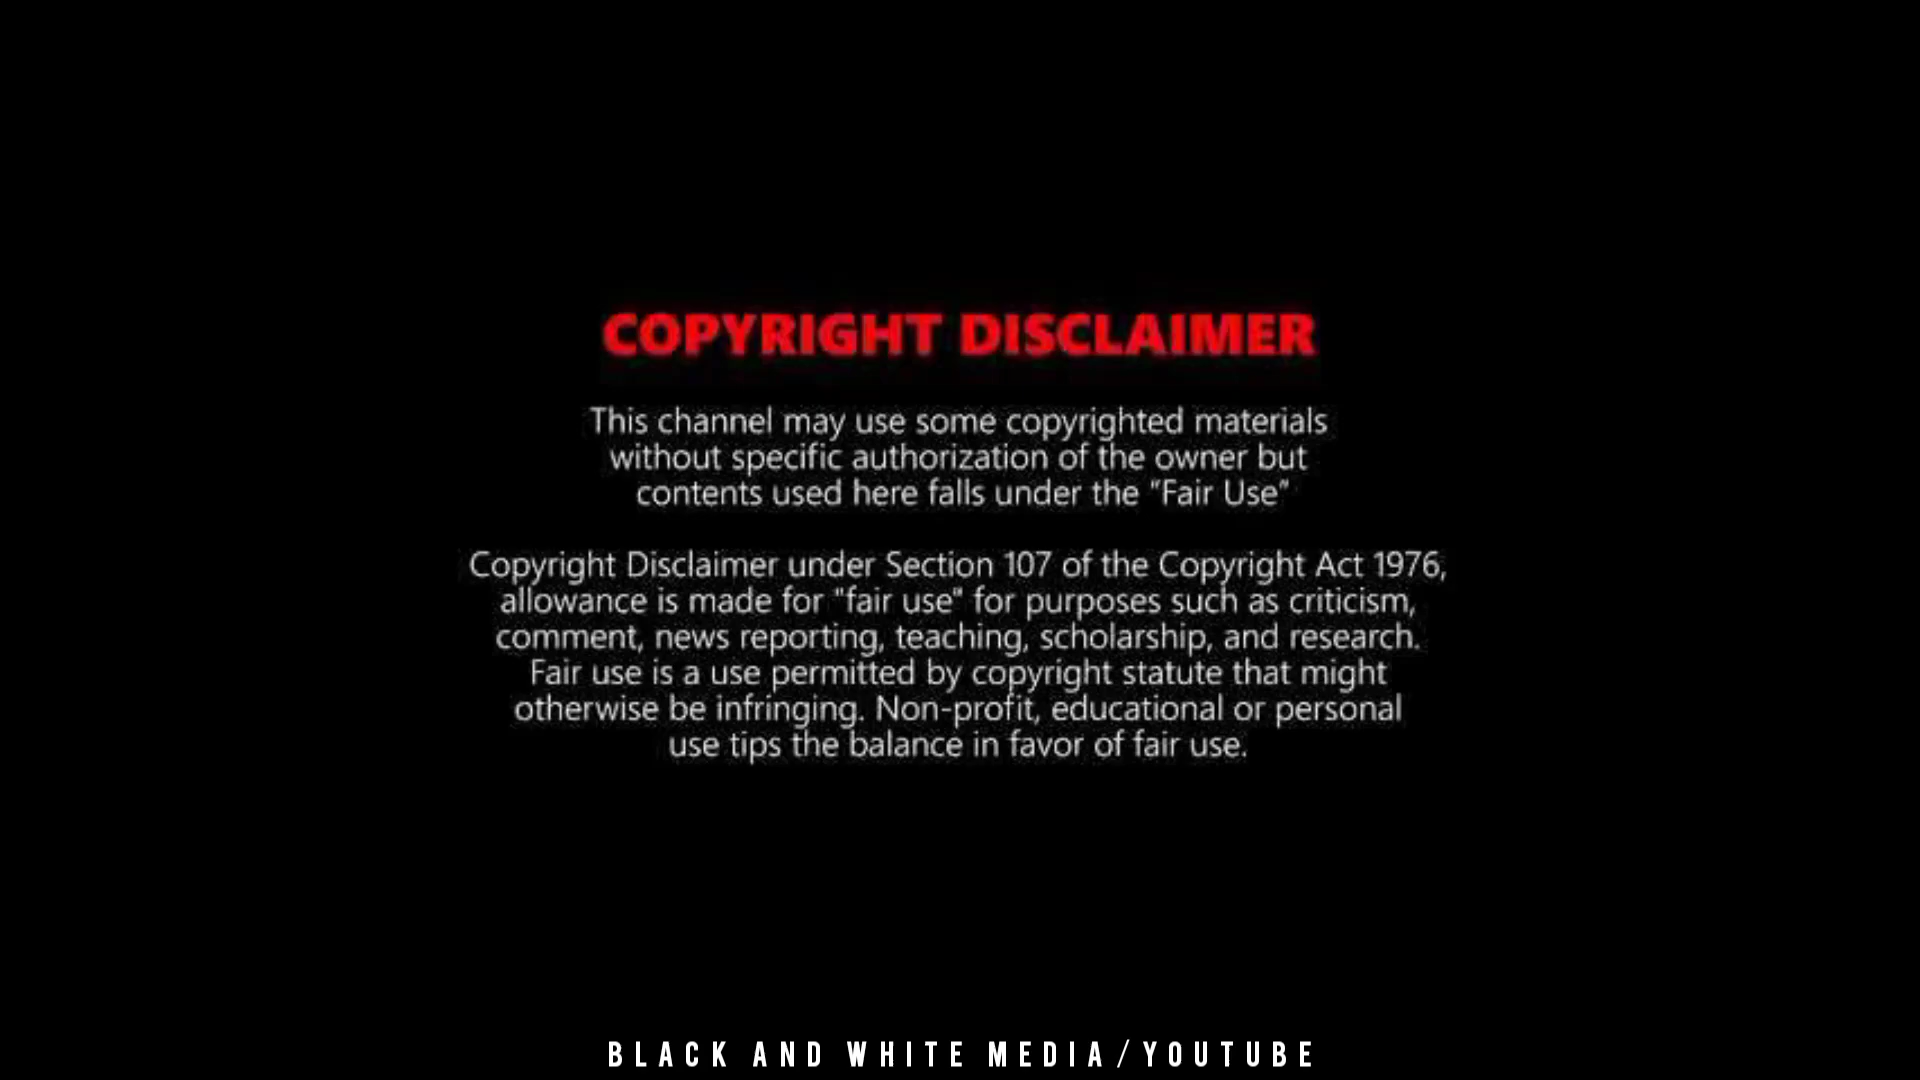 COPYRIGHT DISCLAIMER
This channel may use some copyrighted materials
without specific authorization of the owner but
contents used here falls under the "Fair Use"
Copyright Disclaimer under Section 107 of the Copyright Act 1976,
allowance is made for "fair use" for purposes such as criticism,
comment, news reporting, teaching, scholarship, and research.
Fair use is a use permitted by copyright statute that might
otherwise be infringing. Non-profit, educational or personal
use tips the balance in favor of fair use.
BLACK AND WHITE MEDIA/YOUTUBE